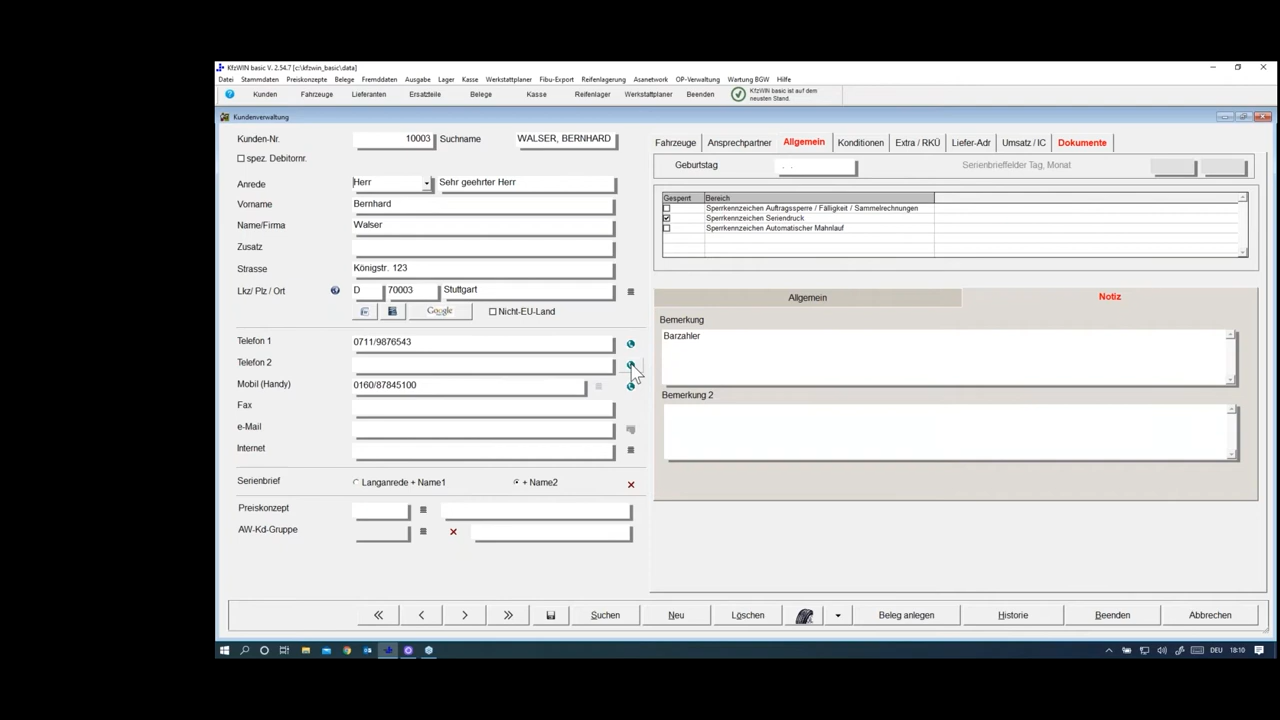 KfzWIN basic V. 2.54.7 [c:\kfzwin_basic\data]
Datei Stammdaten Preiskonzepte Belege Fremddaten Ausgabe Lager Kasse Werkstattplaner Fibu-Export Reifenlagerung Asanetwork OP-Verwaltung Wartung BGW Hilfe
Kunden Fahrzeuge Lieferanten Ersatzteile Belege Kasse Reifenlager Werkstattplaner Beenden KfzWIN basic ist auf dem
neusten Stand.
Kundenverwaltung
Kunden-Nr. 10003 Suchname WALSER, BERNHARD
spez. Debitornr.
Anrede Herr Sehr geehrter Herr
Vorname Bernhard
Name/Firma Walser
Zusatz
Strasse Königstr. 123
Lkz/ Plz / Ort D 70003 Stuttgart
Google Nicht-EU-Land
Telefon 1 0711/9876543
Telefon 2
Mobil (Handy) 0160/87845100
Fax
e-Mail
Internet
Serienbrief Langanrede + Name1 + Name2
Preiskonzept
AW-Kd-Gruppe
Fahrzeuge Ansprechpartner Allgemein Konditionen Extra / RKÜ Liefer-Adr Umsatz / IC Dokumente
Geburtstag . . Serienbrieffelder Tag, Monat
Gesperrt Bereich
Sperrkennzeichen Auftragssperre / Fälligkeit / Sammelrechnungen
Sperrkennzeichen Seriendruck
Sperrkennzeichen Automatischer Mahnlauf
Allgemein Notiz
Bemerkung
Barzahler
Bemerkung 2
Suchen Neu Löschen Beleg anlegen Historie Beenden Abbrechen
DEU 18:10